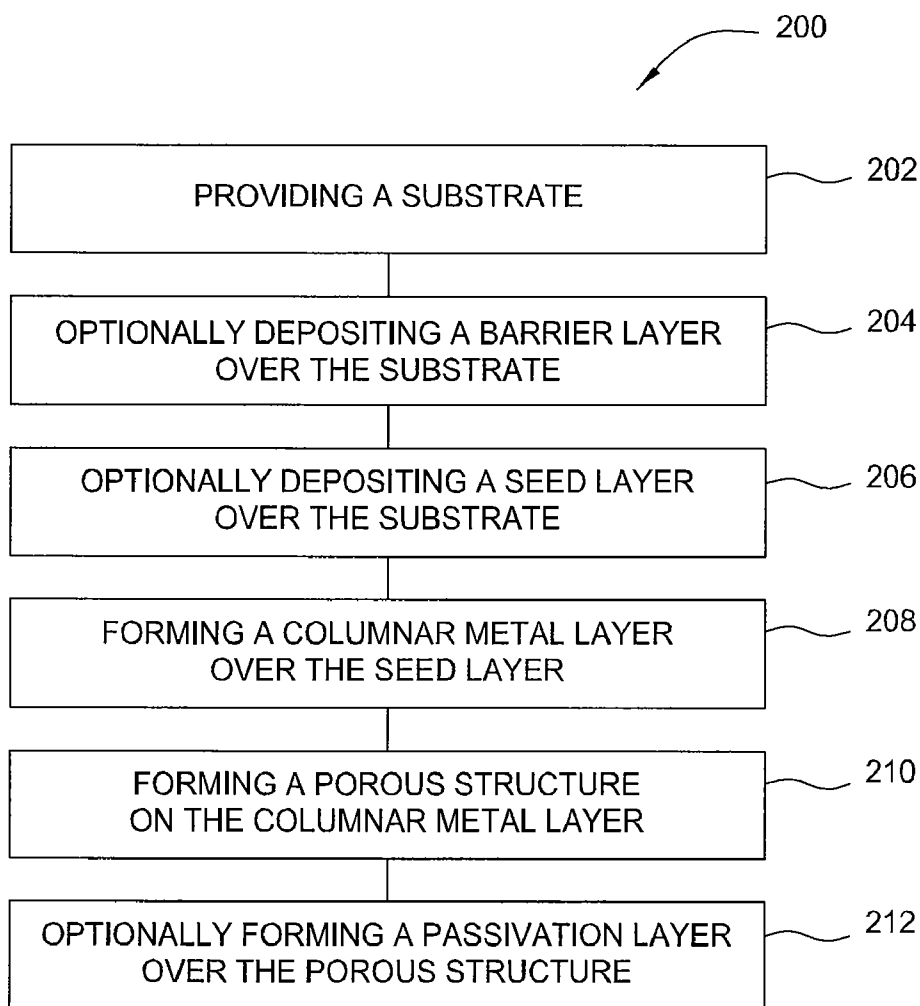 200
PROVIDING A SUBSTRATE
202
OPTIONALLY DEPOSITING A BARRIER LAYER
OVER THE SUBSTRATE
204
OPTIONALLY DEPOSITING A SEED LAYER
OVER THE SUBSTRATE
206
FORMING A COLUMNAR METAL LAYER
OVER THE SEED LAYER
208
FORMING A POROUS STRUCTURE
ON THE COLUMNAR METAL LAYER
210
OPTIONALLY FORMING A PASSIVATION LAYER
OVER THE POROUS STRUCTURE
212